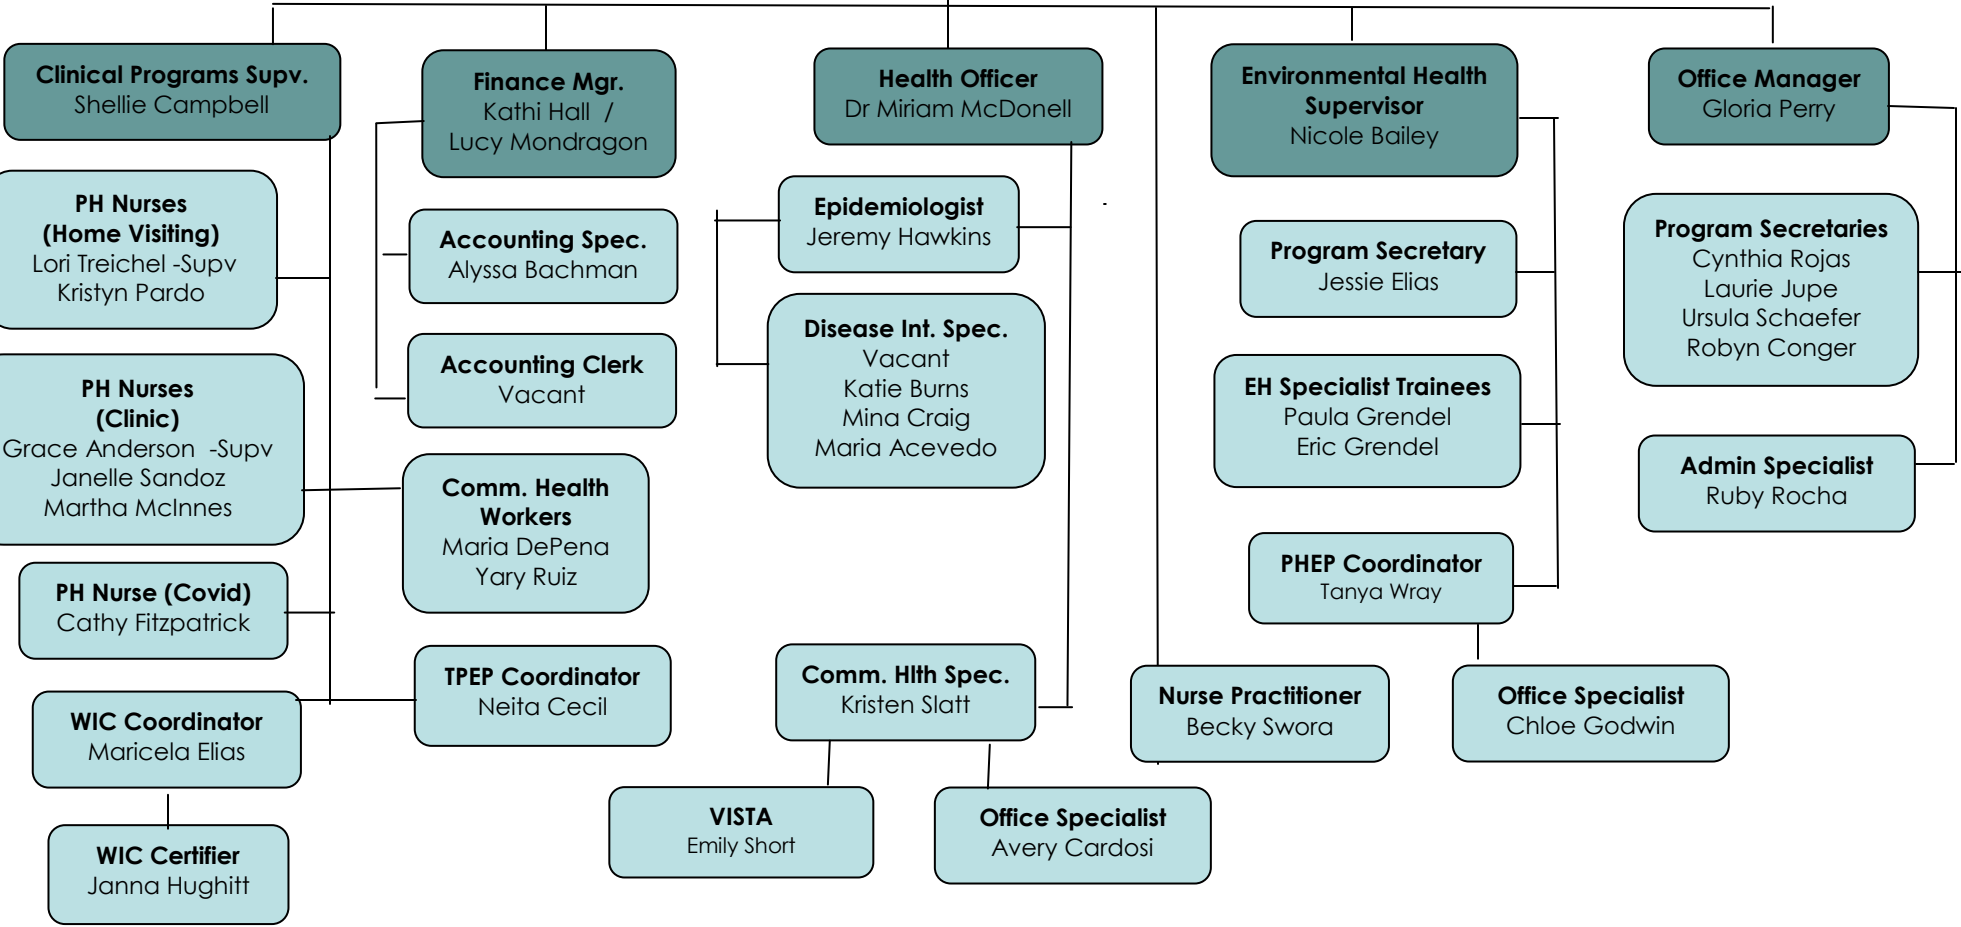 Clinical Programs Supv.
Shellie Campbell
Finance Mgr.
Kathi Hall /
Lucy Mondragon
Health Officer
Dr Miriam McDonell
Environmental Health
Supervisor
Nicole Bailey
Office Manager
Gloria Perry
PH Nurses
(Home Visiting)
Lori Treichel -Supv
Kristyn Pardo
Accounting Spec.
Alyssa Bachman
Epidemiologist
Jeremy Hawkins
Program Secretary
Jessie Elias
Program Secretaries
Cynthia Rojas
Laurie Jupe
Ursula Schaefer
Robyn Conger
PH Nurses
(Clinic)
Grace Anderson -Supv
Janelle Sandoz
Martha McInnes
Accounting Clerk
Vacant
Disease Int. Spec.
Vacant
Katie Burns
Mina Craig
Maria Acevedo
EH Specialist Trainees
Paula Grendel
Eric Grendel
Admin Specialist
Ruby Rocha
Comm. Health
Workers
Maria DePena
Yary Ruiz
PH Nurse (Covid)
Cathy Fitzpatrick
PHEP Coordinator
Tanya Wray
TPEP Coordinator
Neita Cecil
Comm. Hlth Spec.
Kristen Slatt
Nurse Practitioner
Becky Swora
Office Specialist
Chloe Godwin
WIC Coordinator
Maricela Elias
VISTA
Emily Short
Office Specialist
Avery Cardosi
WIC Certifier
Janna Hughitt